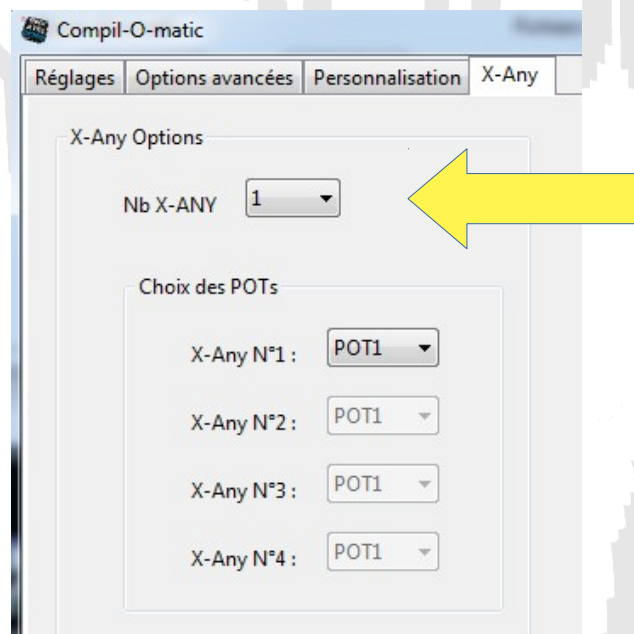 Compil-O-matic
Réglages Options avancées Personnalisation X-Any
X-Any Options
Nb X-ANY 1
Choix des POTs
X-Any N°1 : POT1
X-Any N°2 : POT1
X-Any N°3 : POT1
X-Any N°4 : POT1